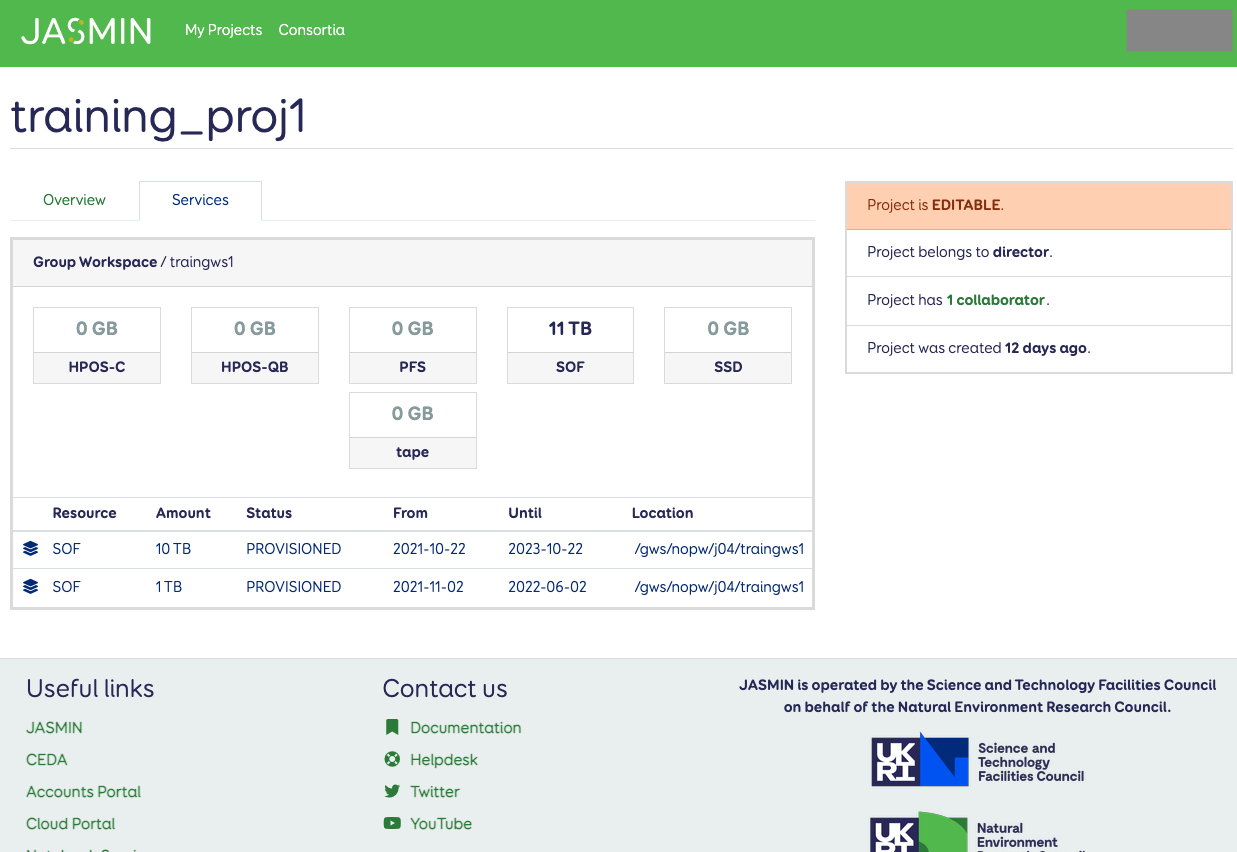 JASMIN My Projects Consortia
training_proj1
Overview Services
Group Workspace / traingws1
0 GB 0 GB 0 GB 11 TB 0 GB
HPOS-C HPOS-QB PFS SOF SSD
0 GB
tape
Resource Amount Status From Until Location
SOF 10 TB PROVISIONED 2021-10-22 2023-10-22 /gws/nopw/j04/traingws1
SOF 1 TB PROVISIONED 2021-11-02 2022-06-02 /gws/nopw/j04/traingws1
Project is EDITABLE.
Project belongs to director.
Project has 1 collaborator.
Project was created 12 days ago.
Useful links
JASMIN
CEDA
Accounts Portal
Cloud Portal
Contact us
Documentation
Helpdesk
Twitter
YouTube
JASMIN is operated by the Science and Technology Facilities Council
on behalf of the Natural Environment Research Council.
UK
RI
Science and
Technology
Facilities Council
UK
RI
Natural
Environment